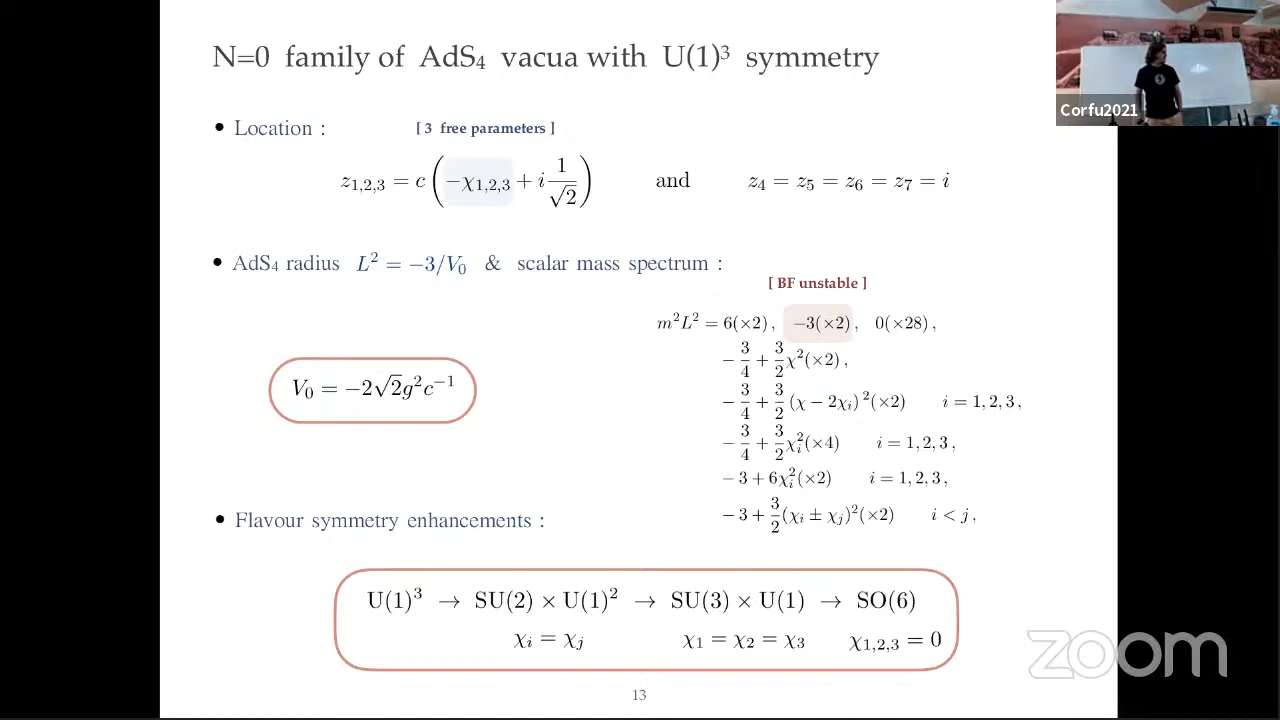 N=0 family of AdS₄ vacua with U(1)³ symmetry
Corfu2021
• Location :
[ 3 free parameters ]
z₁,₂,₃ = c ( −χ₁,₂,₃ + i 1/√2 ) and z₄ = z₅ = z₆ = z₇ = i
• AdS₄ radius L² = −3/V₀ & scalar mass spectrum :
[ BF unstable ]
m²L² = 6(×2) , −3(×2) , 0(×28) ,
− 3/4 + 3/2 χ²(×2) ,
− 3/4 + 3/2 (χ − 2χᵢ)²(×2) i = 1, 2, 3 ,
− 3/4 + 3/2 χᵢ²(×4) i = 1, 2, 3 ,
− 3 + 6χᵢ²(×2) i = 1, 2, 3 ,
− 3 + 3/2 (χᵢ ± χⱼ)²(×2) i < j ,
V₀ = −2√2g²c⁻¹
• Flavour symmetry enhancements :
U(1)³ → SU(2) × U(1)² → SU(3) × U(1) → SO(6)
χᵢ = χⱼ χ₁ = χ₂ = χ₃ χ₁,₂,₃ = 0
zoom
13